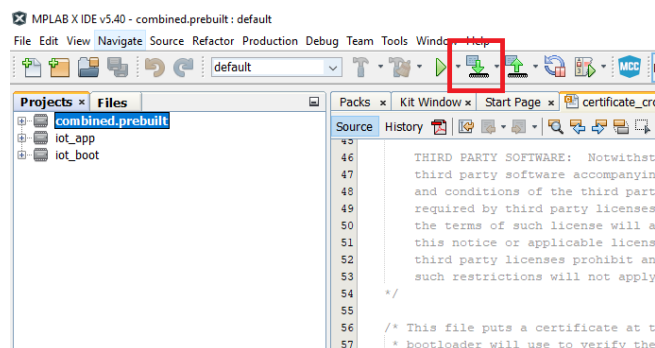 MPLAB X IDE v5.40 - combined.prebuilt : default
File Edit View Navigate Source Refactor Production Debug Team Tools Window Help
default
MCC
Projects × Files
Packs × Kit Window × Start Page × certificate_cro
combined.prebuilt
iot_app
iot_boot
Source History
45
46 THIRD PARTY SOFTWARE: Notwithst
47 third party software accompanyin
48 and conditions of the third part
49 required by third party licenses
50 the terms of such license will a
51 this notice or applicable licens
52 third party licenses prohibit an
53 such restrictions will not apply
54 */
55
56 /* This file puts a certificate at t
57 * bootloader will use to verify the